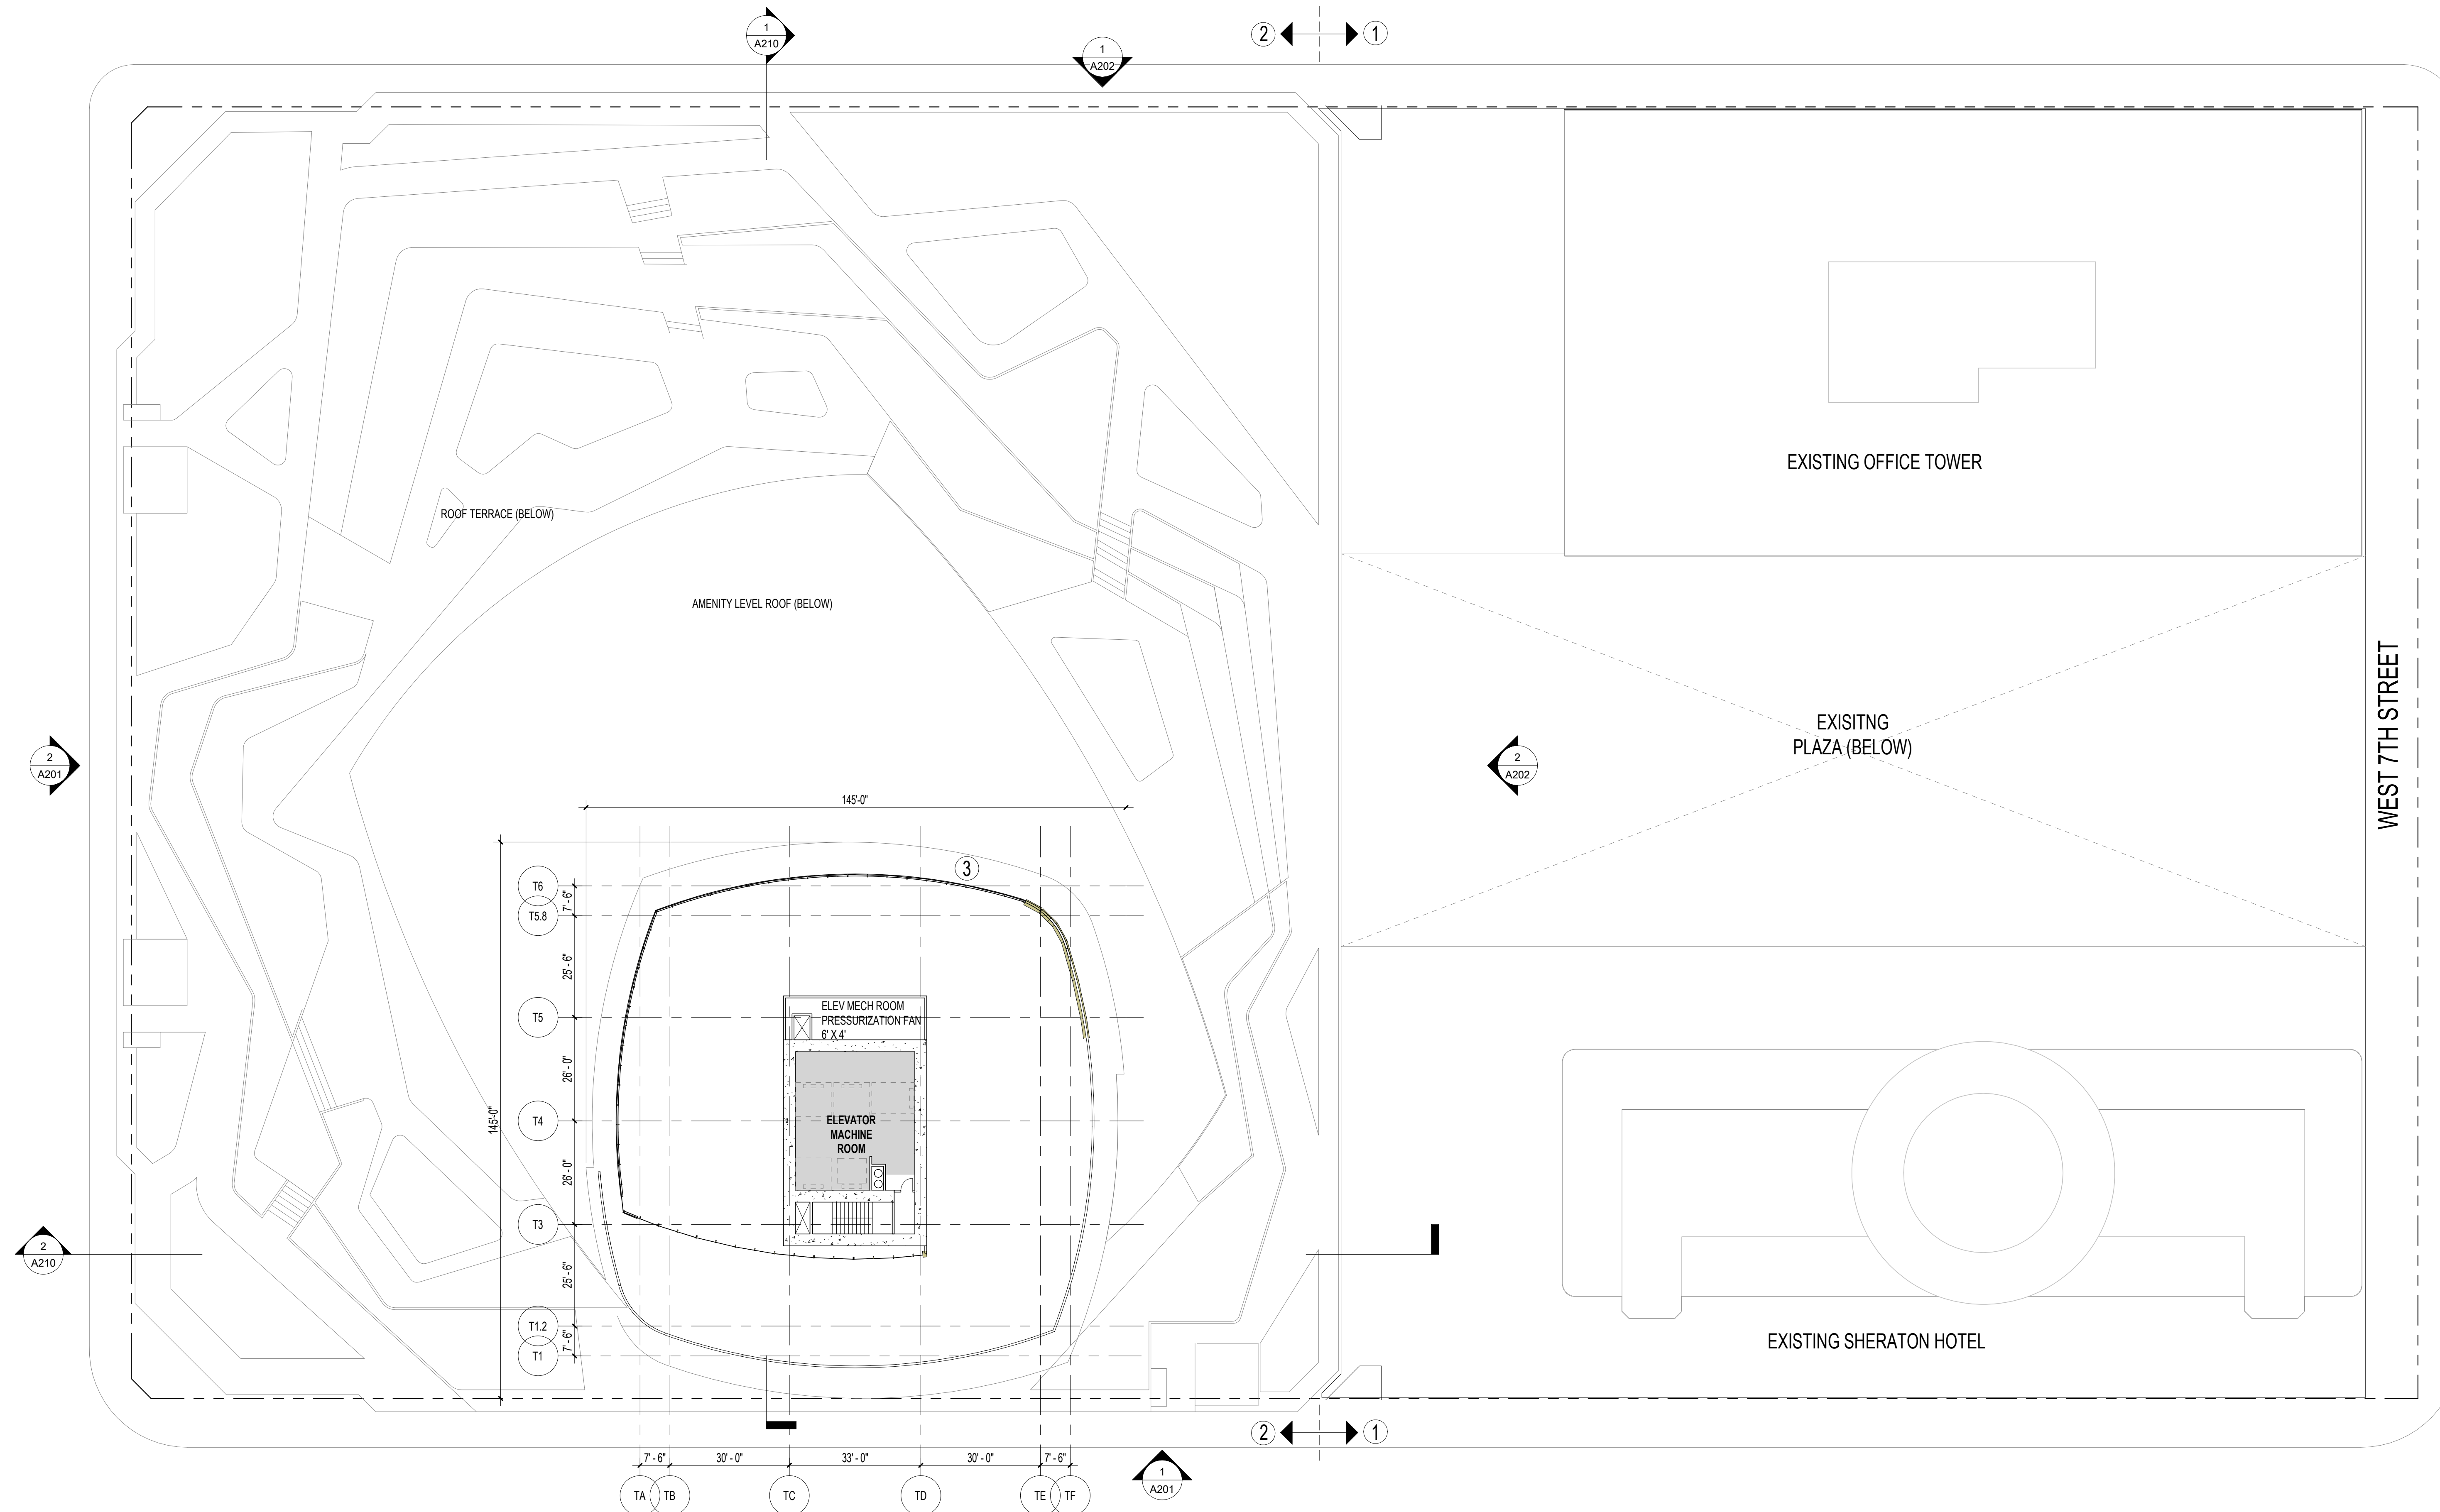 1
A210
1
A202
2
1
EXISTING OFFICE TOWER
ROOF TERRACE (BELOW)
AMENITY LEVEL ROOF (BELOW)
WEST 7TH STREET
EXISITNG
PLAZA (BELOW)
2
A201
2
A202
145'-0"
3
T6
7' - 6"
T5.8
25' - 6"
ELEV MECH ROOM
PRESSURIZATION FAN
6' X 4'
T5
26' - 0"
145'-0"
T4
ELEVATOR
MACHINE
ROOM
26' - 0"
T3
2
A210
25' - 6"
T1.2
7' - 6"
T1
EXISTING SHERATON HOTEL
2
1
7' - 6"
30' - 0"
33' - 0"
30' - 0"
7' - 6"
1
A201
TA
TB
TC
TD
TE
TF